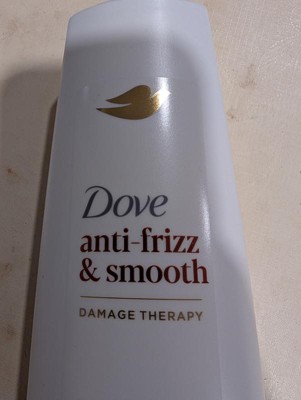 Dove
anti-frizz
& smooth
DAMAGE THERAPY